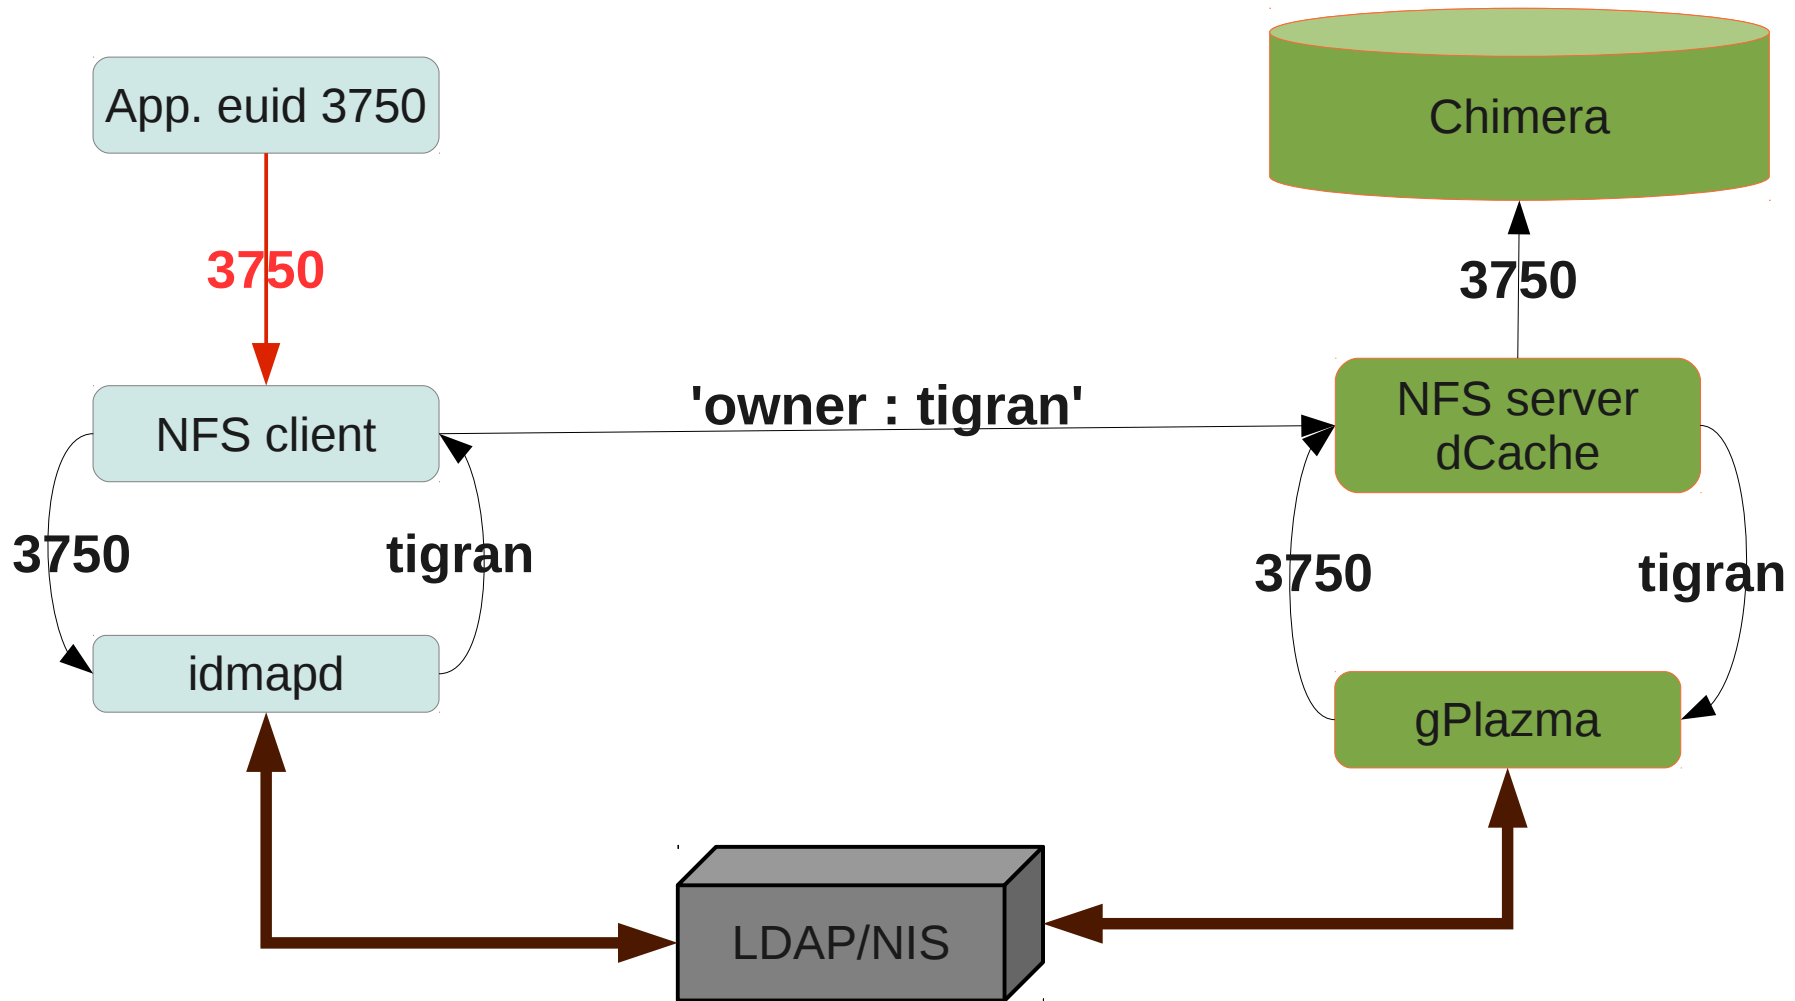 App. euid 3750
Chimera
3750
3750
'owner : tigran'
NFS client
NFS server
dCache
3750
tigran
3750
tigran
idmapd
gPlazma
LDAP/NIS